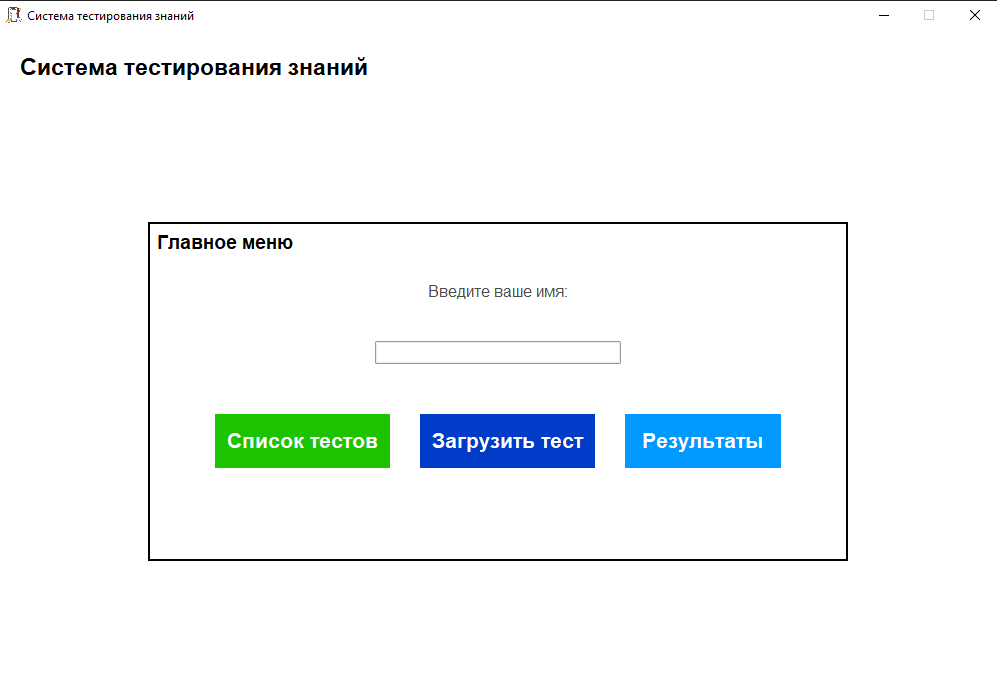 Система тестирования знаний
Система тестирования знаний
Главное меню
Введите ваше имя:
Список тестов
Загрузить тест
Результаты